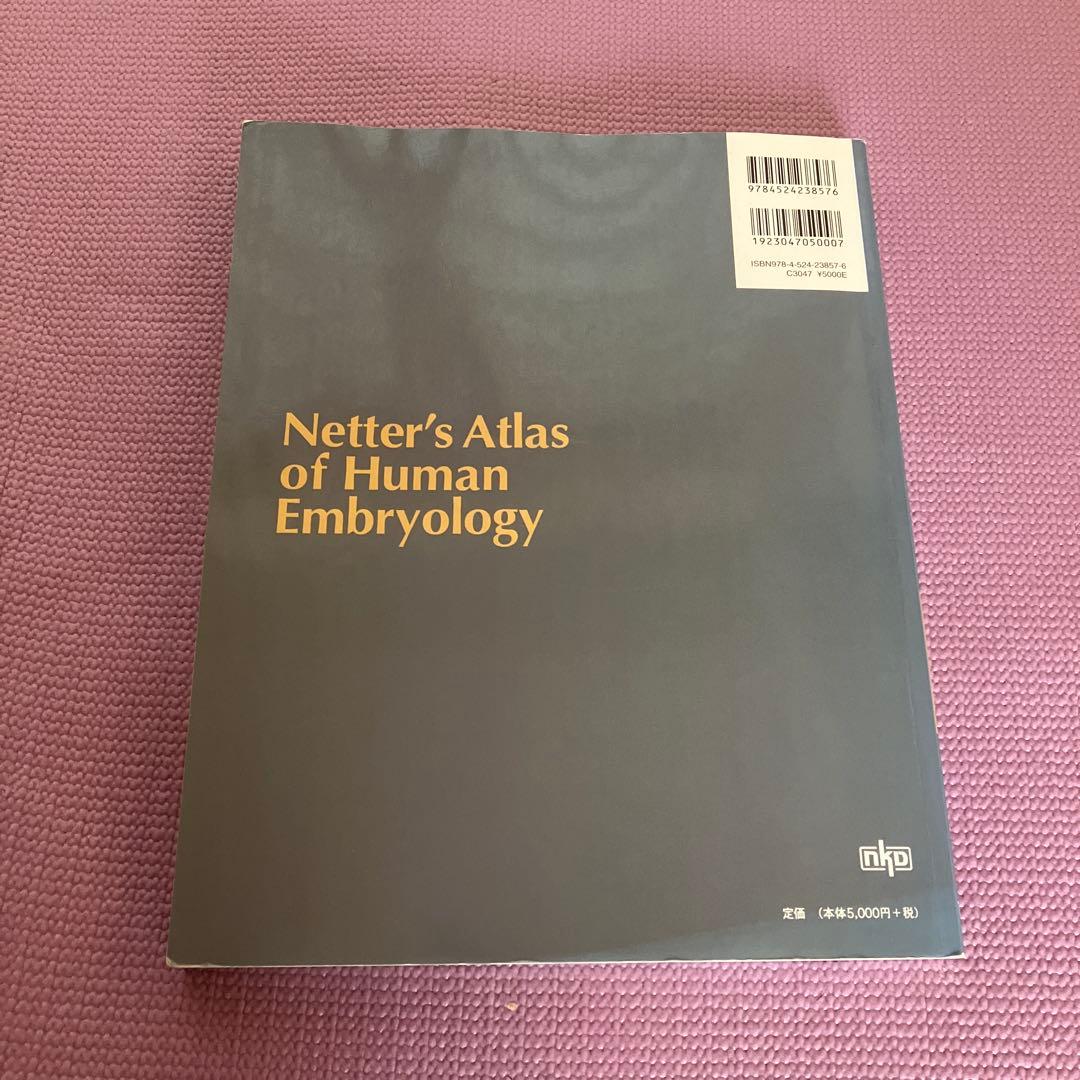 9784524238576
1923047050007
ISBN978-4-524-23857-6
C3047 ¥5000E
Netter's Atlas
of Human
Embryology
nkD
定価 (本体5,000円+税)